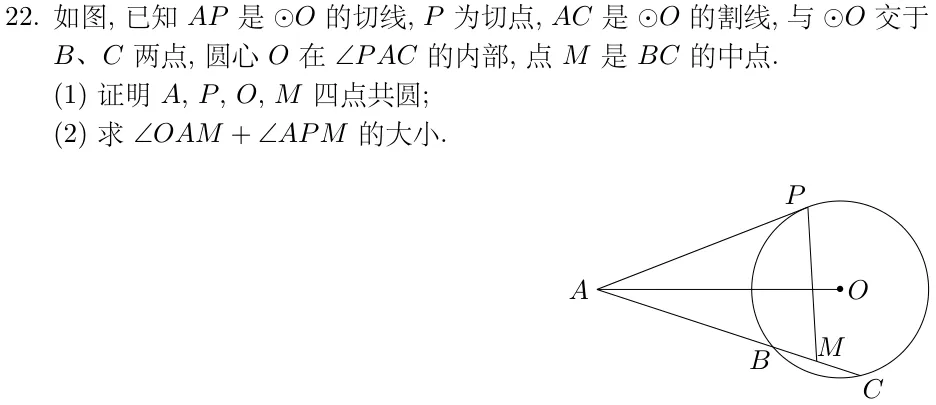 22. 如图, 已知 AP 是 ⊙O 的切线, P 为切点, AC 是 ⊙O 的割线, 与 ⊙O 交于
B、C 两点, 圆心 O 在 ∠PAC 的内部, 点 M 是 BC 的中点.
(1) 证明 A, P, O, M 四点共圆;
(2) 求 ∠OAM + ∠APM 的大小.
P
A
O
M
B
C